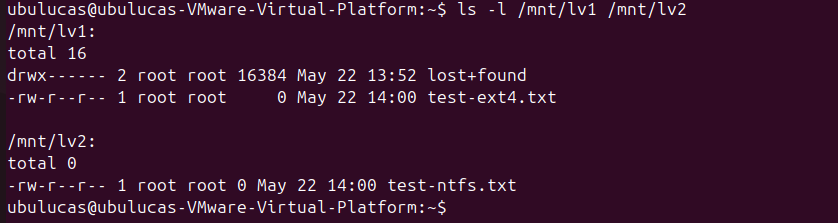 ubulucas@ubulucas-VMware-Virtual-Platform:~$ ls -l /mnt/lv1 /mnt/lv2
/mnt/lv1:
total 16
drwx------ 2 root root 16384 May 22 13:52 lost+found
-rw-r--r-- 1 root root     0 May 22 14:00 test-ext4.txt

/mnt/lv2:
total 0
-rw-r--r-- 1 root root 0 May 22 14:00 test-ntfs.txt
ubulucas@ubulucas-VMware-Virtual-Platform:~$